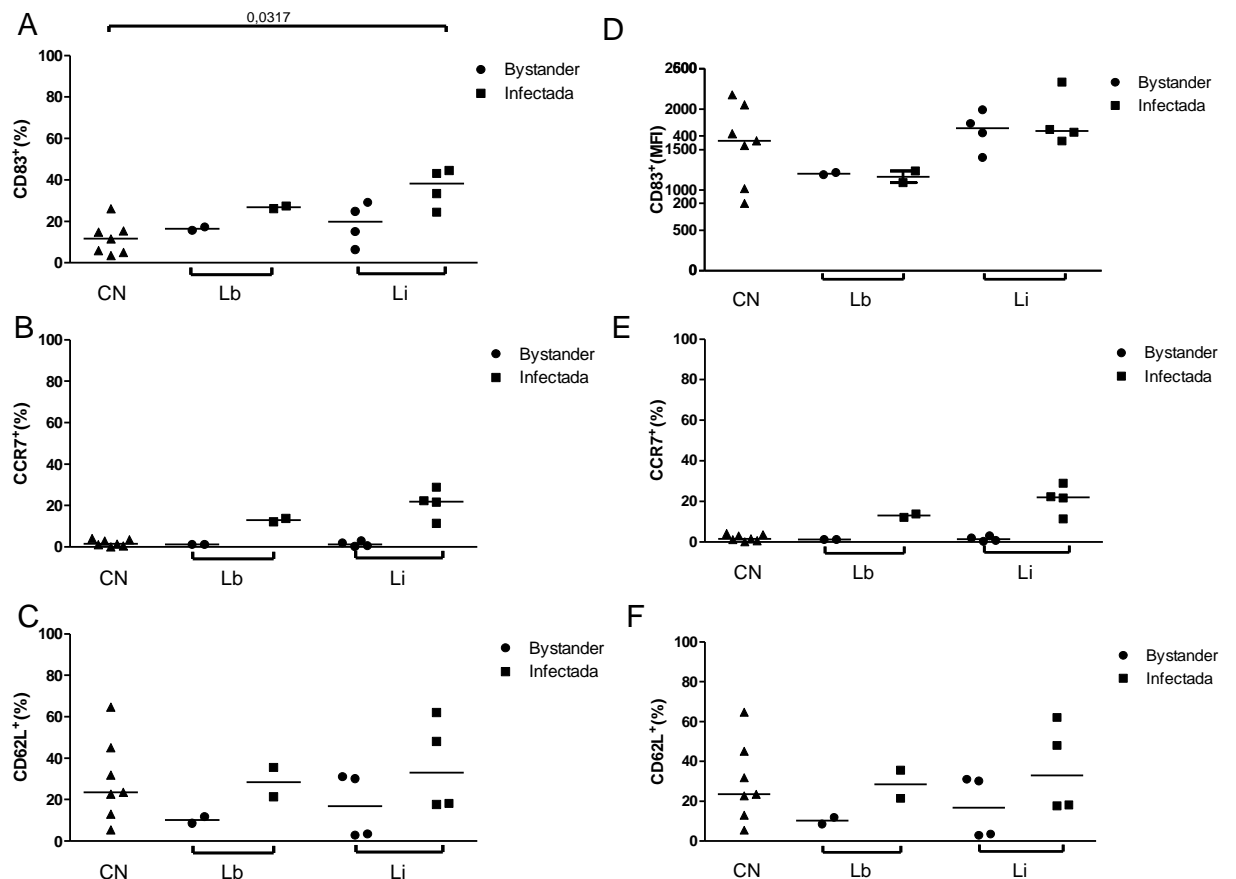 A
0,0317
CD83+(%)
100
80
60
40
20
0
Bystander
Infectada
CN
Lb
Li
D
CD83+(MFI)
2600
2000
400
1500
1000
200
500
0
Bystander
Infectada
CN
Lb
Li
B
CCR7+(%)
100
80
60
40
20
0
Bystander
Infectada
CN
Lb
Li
E
CCR7+(%)
100
80
60
40
20
0
Bystander
Infectada
CN
Lb
Li
C
CD62L+(%)
100
80
60
40
20
0
Bystander
Infectada
CN
Lb
Li
F
CD62L+(%)
100
80
60
40
20
0
Bystander
Infectada
CN
Lb
Li